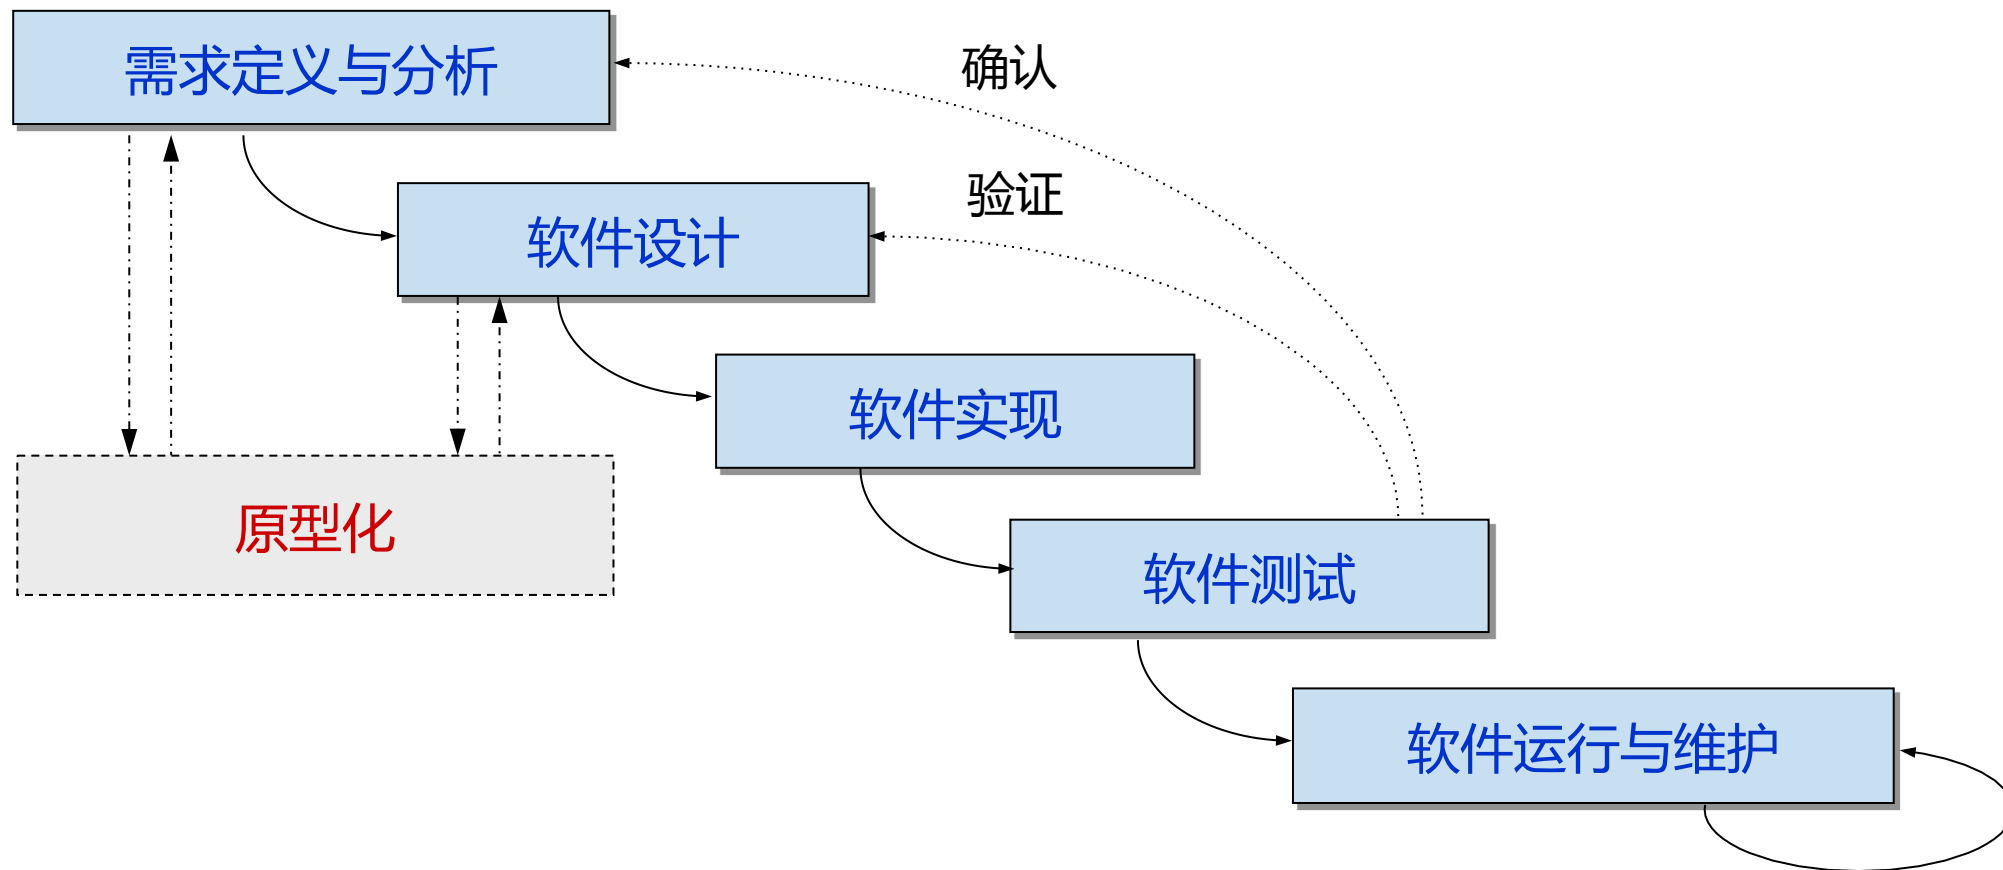 需求定义与分析
确认
验证
软件设计
软件实现
原型化
软件测试
软件运行与维护